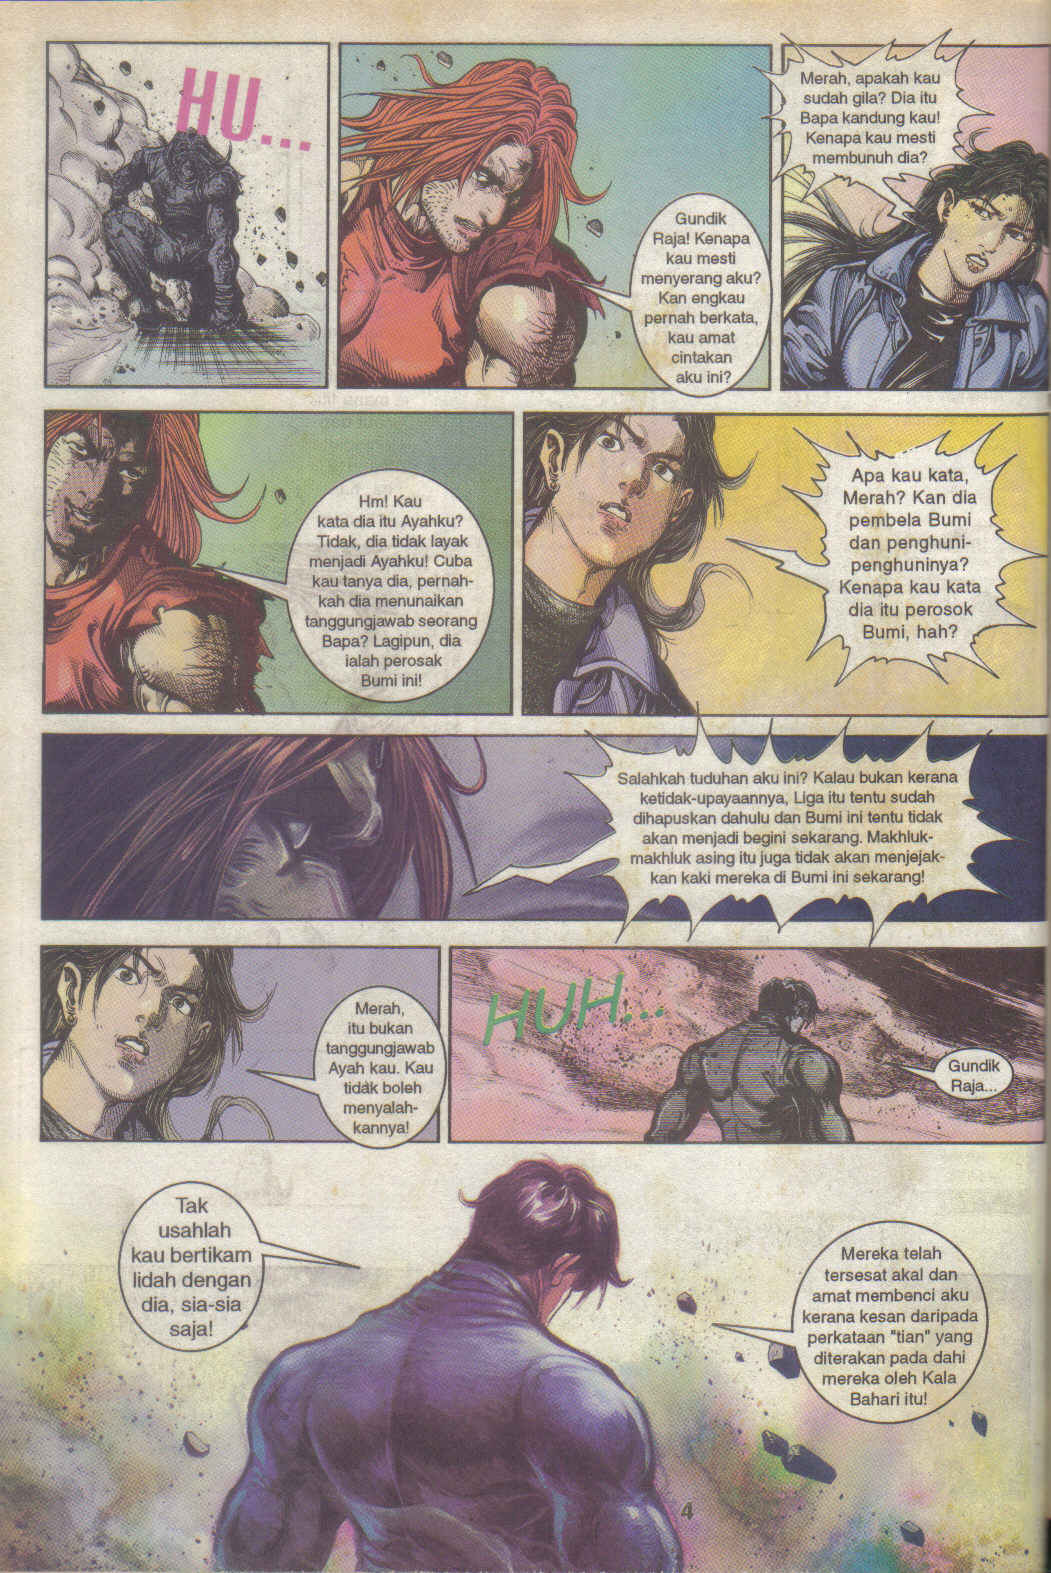 HU...
Gundik
Raja! Kenapa
kau mesti
menyerang aku?
Kan engkau
pernah berkata,
kau amat
cintakan
aku ini?
Merah, apakah kau
sudah gila? Dia itu
Bapa kandung kau!
Kenapa kau mesti
membunuh dia?
Hm! Kau
kata dia itu Ayahku?
Tidak, dia tidak layak
menjadi Ayahku! Cuba
kau tanya dia, pernah-
kah dia menunaikan
tanggungjawab seorang
Bapa? Lagipun, dia
ialah perosak
Bumi ini!
Apa kau kata,
Merah? Kan dia
pembela Bumi
dan penghuni-
penghuninya?
Kenapa kau kata
dia itu perosok
Bumi, hah?
Salahkah tuduhan aku ini? Kalau bukan kerana
ketidak-upayaannya, Liga itu tentu sudah
dihapuskan dahulu dan Bumi ini tentu tidak
akan menjadi begini sekarang. Makhluk-
makhluk asing itu juga tidak akan menjejak-
kan kaki mereka di Bumi ini sekarang!
Merah,
itu bukan
tanggungjawab
Ayah kau. Kau
tidak boleh
menyalah-
kannya!
HUH...
Gundik
Raja...
Tak
usahlah
kau bertikam
lidah dengan
dia, sia-sia
saja!
Mereka telah
tersesat akal dan
amat membenci aku
kerana kesan daripada
perkataan "tian" yang
diterakan pada dahi
mereka oleh Kala
Bahari itu!
4